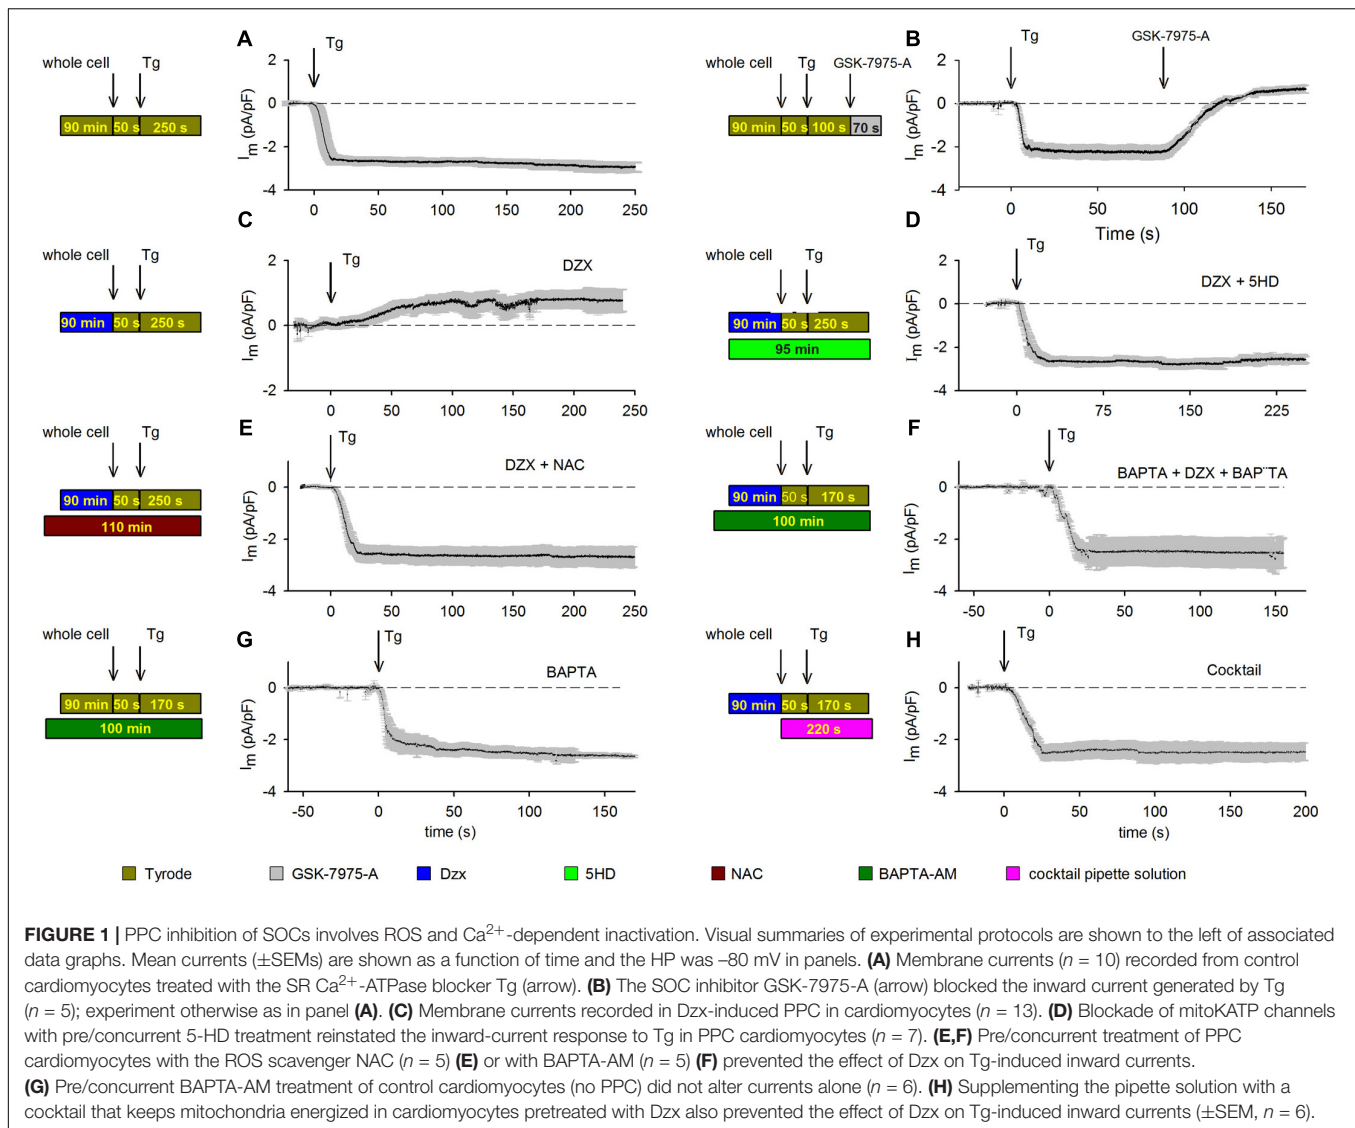 A
Tg
whole cell
Tg
90 min 50 s 250 s
I_m (pA/pF)
2
0
-2
-4
0 50 100 150 200 250
B
Tg
GSK-7975-A
whole cell
Tg
GSK-7975-A
90 min 50 s 100 s 70 s
I_m (pA/pF)
2
0
-2
-4
0 50 100 150
Time (s)
C
Tg
DZX
whole cell
Tg
90 min 50 s 250 s
I_m (pA/pF)
2
0
2
0 50 100 150 200 250
D
Tg
DZX + 5HD
whole cell
Tg
90 min 50 s 250 s
95 min
I_m (pA/pF)
2
0
-2
-4
0 75 150 225
E
Tg
DZX + NAC
whole cell
Tg
90 min 50 s 250 s
110 min
I_m (pA/pF)
0
-2
-4
0 50 100 150 200 250
F
Tg
BAPTA + DZX + BAP¨TA
whole cell
Tg
90 min 50 s 170 s
100 min
I_m (pA/pF)
0
-2
-4
-50 0 50 100 150
G
Tg
BAPTA
whole cell
Tg
90 min 50 s 170 s
100 min
I_m (pA/pF)
0
-2
-4
-50 0 50 100 150
time (s)
H
Tg
Cocktail
whole cell
Tg
90 min 50 s 170 s
220 s
I_m (pA/pF)
0
-2
-4
0 50 100 150 200
time (s)
Tyrode GSK-7975-A Dzx 5HD NAC BAPTA-AM cocktail pipette solution
FIGURE 1 | PPC inhibition of SOCs involves ROS and Ca²⁺-dependent inactivation. Visual summaries of experimental protocols are shown to the left of associated
data graphs. Mean currents (±SEMs) are shown as a function of time and the HP was –80 mV in panels. (A) Membrane currents (n = 10) recorded from control
cardiomyocytes treated with the SR Ca²⁺-ATPase blocker Tg (arrow). (B) The SOC inhibitor GSK-7975-A (arrow) blocked the inward current generated by Tg
(n = 5); experiment otherwise as in panel (A). (C) Membrane currents recorded in Dzx-induced PPC in cardiomyocytes (n = 13). (D) Blockade of mitoKATP channels
with pre/concurrent 5-HD treatment reinstated the inward-current response to Tg in PPC cardiomyocytes (n = 7). (E,F) Pre/concurrent treatment of PPC
cardiomyocytes with the ROS scavenger NAC (n = 5) (E) or with BAPTA-AM (n = 5) (F) prevented the effect of Dzx on Tg-induced inward currents.
(G) Pre/concurrent BAPTA-AM treatment of control cardiomyocytes (no PPC) did not alter currents alone (n = 6). (H) Supplementing the pipette solution with a
cocktail that keeps mitochondria energized in cardiomyocytes pretreated with Dzx also prevented the effect of Dzx on Tg-induced inward currents (±SEM, n = 6).